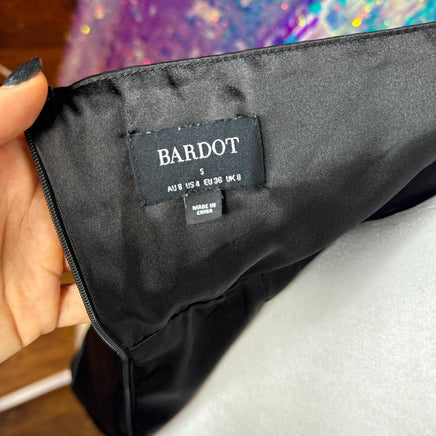 BARDOT
S
AU 8 US 4 EU 36 UK 8
MADE IN
CHINA